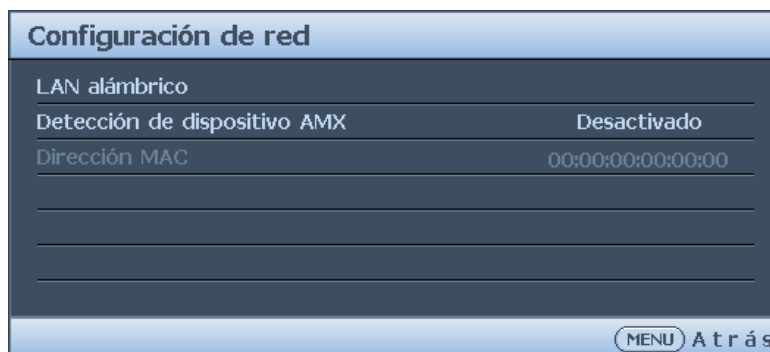 Configuración de red
LAN alámbrico
Detección de dispositivo AMX Desactivado
Dirección MAC 00:00:00:00:00:00
MENU Atrás